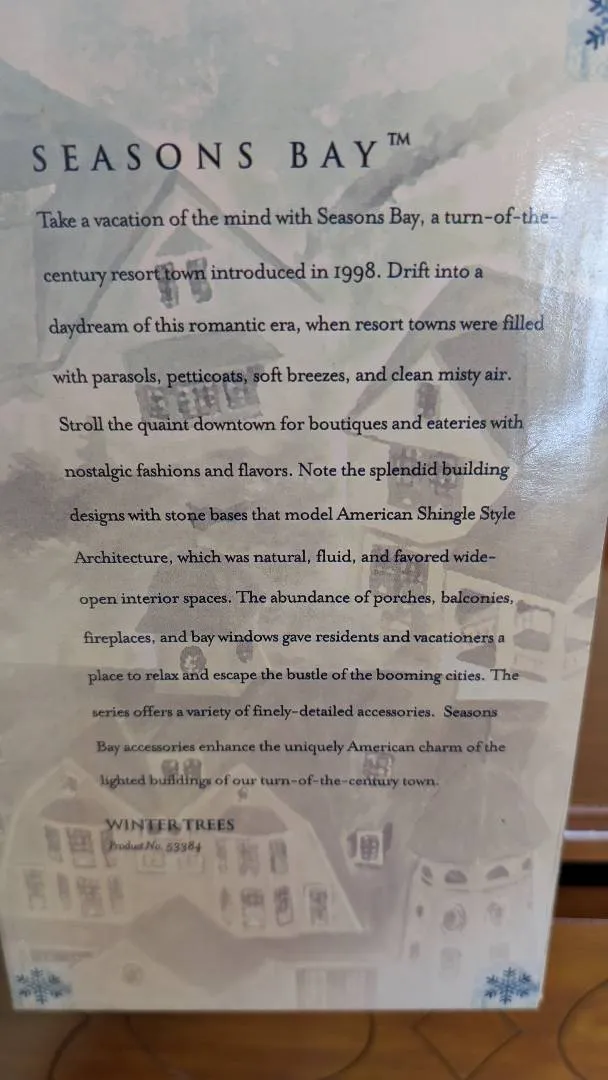 SEASONS BAY™
Take a vacation of the mind with Seasons Bay, a turn-of-the-
century resort town introduced in 1998. Drift into a
daydream of this romantic era, when resort towns were filled
with parasols, petticoats, soft breezes, and clean misty air.
Stroll the quaint downtown for boutiques and eateries with
nostalgic fashions and flavors. Note the splendid building
designs with stone bases that model American Shingle Style
Architecture, which was natural, fluid, and favored wide-
open interior spaces. The abundance of porches, balconies,
fireplaces, and bay windows gave residents and vacationers a
place to relax and escape the bustle of the booming cities. The
series offers a variety of finely-detailed accessories. Seasons
Bay accessories enhance the uniquely American charm of the
lighted buildings of our turn-of-the-century town.
WINTER TREES
Product No. 53384